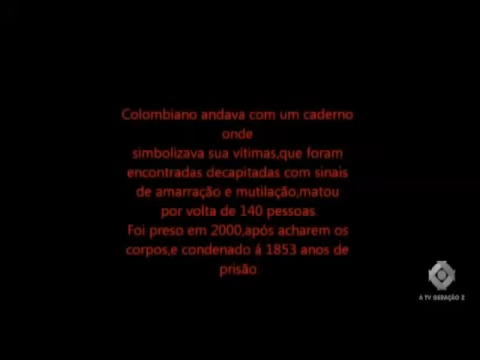 Colombiano andava com um caderno
onde
simbolizava sua vítimas,que foram
encontradas decapitadas com sinais
de amarração e mutilação,matou
por volta de 140 pessoas
Foi preso em 2000,após acharem os
corpos,e condenado á 1853 anos de
prisão
A TV GERAÇÃO Z